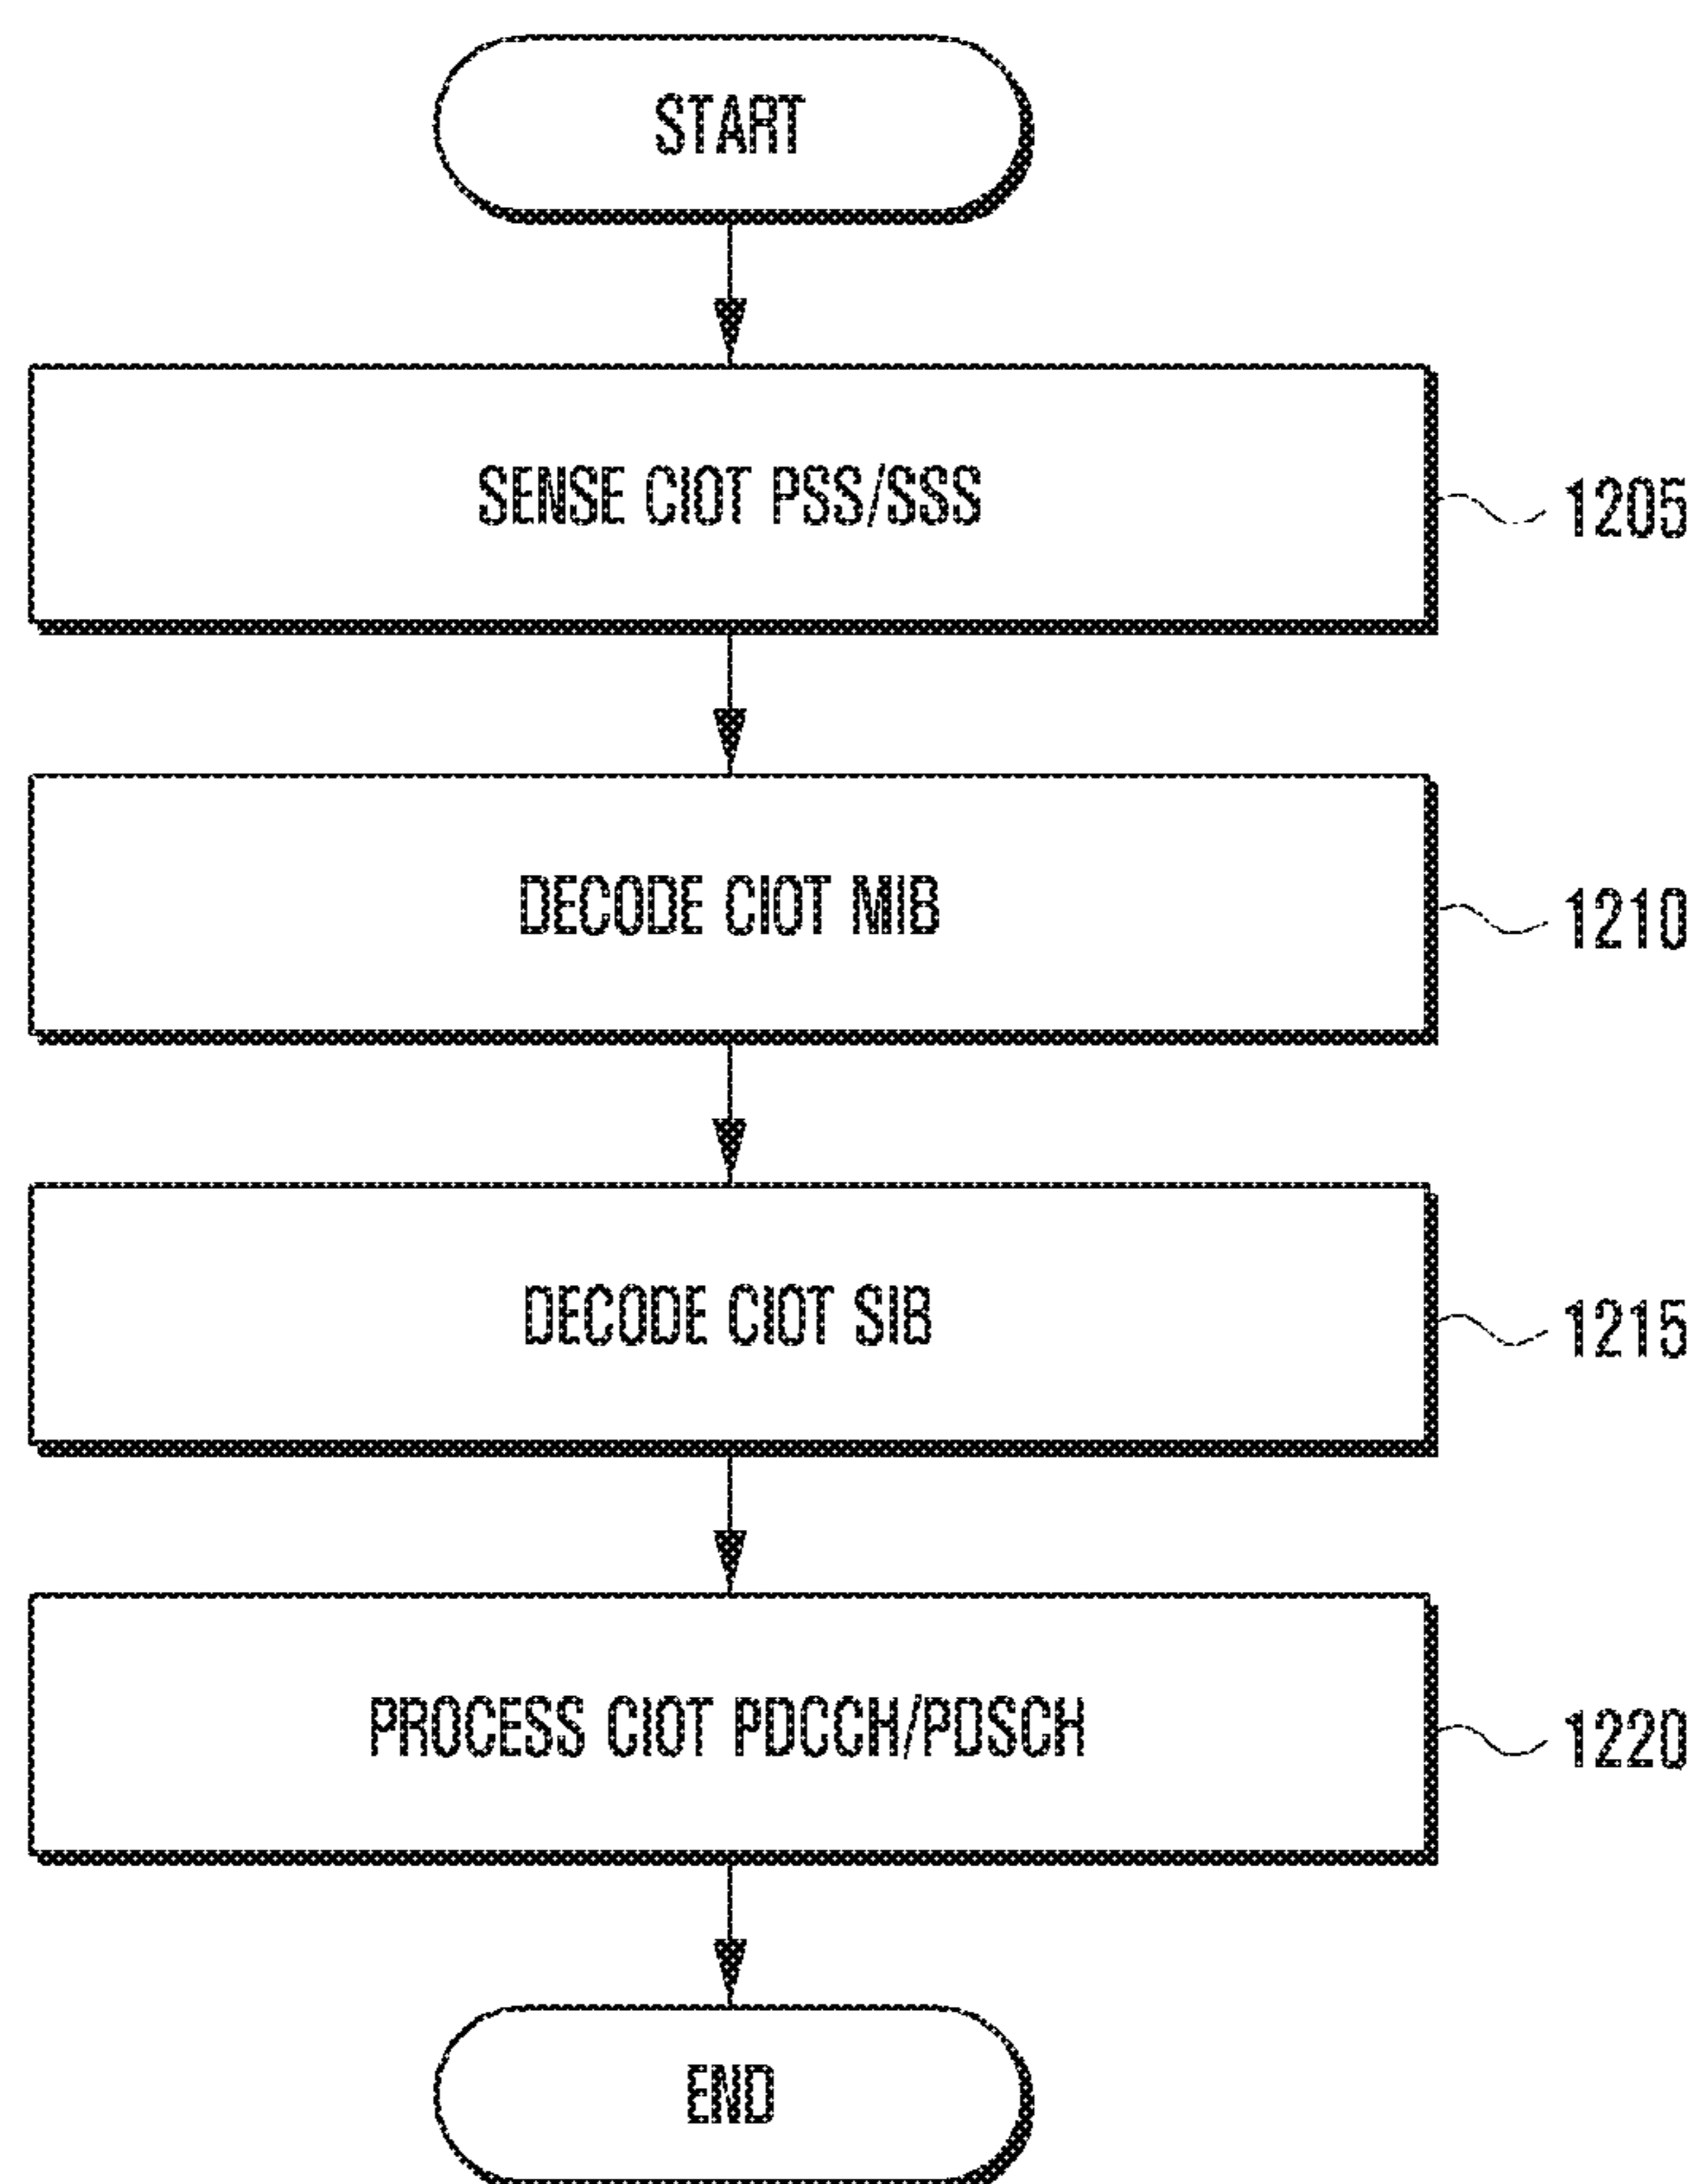 START
SENSE CIOT PSS/SSS
1205
DECODE CIOT MIB
1210
DECODE CIOT SIB
1215
PROCESS CIOT PDCCH/PDSCH
1220
END